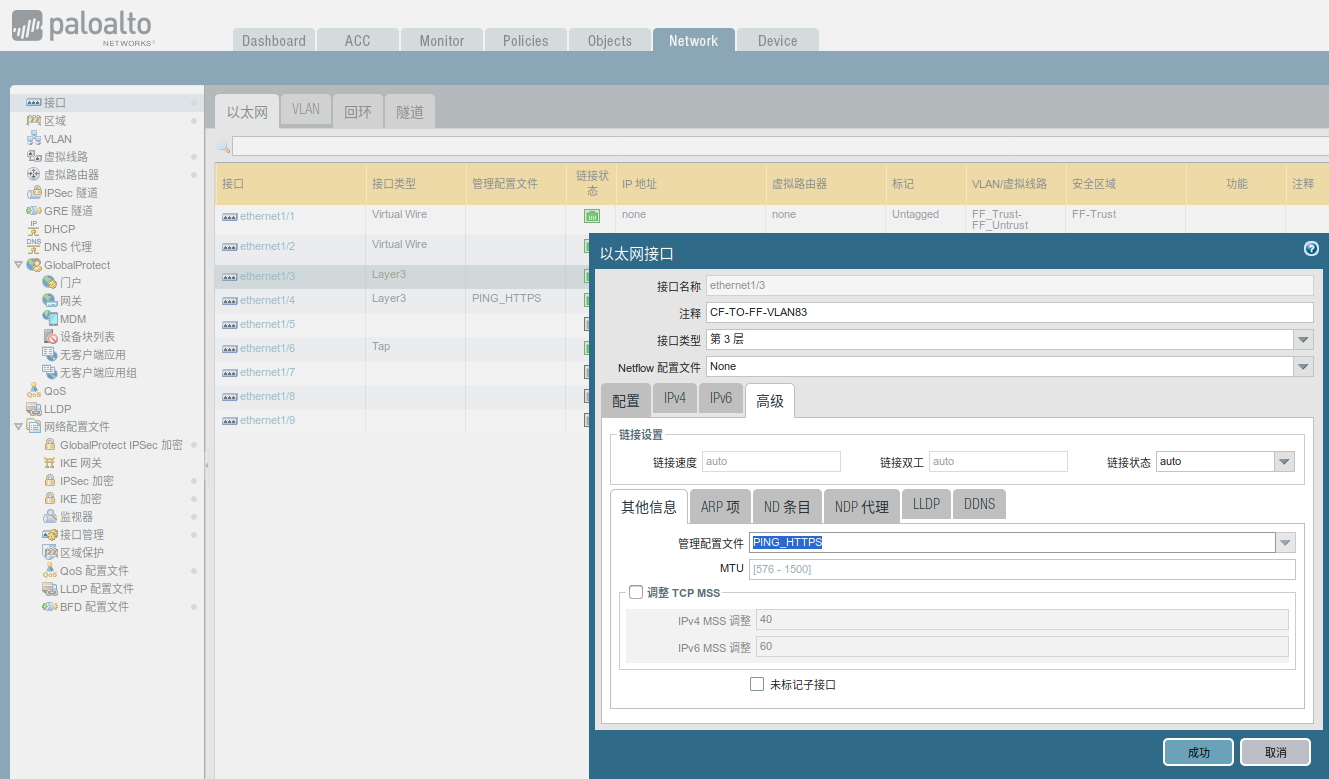 paloalto
NETWORKS®
Dashboard ACC Monitor Policies Objects Network Device
接口
区域
VLAN
虚拟线路
虚拟路由器
IPSec 隧道
GRE 隧道
DHCP
DNS 代理
GlobalProtect
门户
网关
MDM
设备块列表
无客户端应用
无客户端应用组
QoS
LLDP
网络配置文件
GlobalProtect IPSec 加密
IKE 网关
IPSec 加密
IKE 加密
监视器
接口管理
区域保护
QoS 配置文件
LLDP 配置文件
BFD 配置文件
以太网 VLAN 回环 隧道
接口 接口类型 管理配置文件 链接状态 IP 地址 虚拟路由器 标记 VLAN/虚拟线路 安全区域 功能 注释
ethernet1/1 Virtual Wire none none Untagged FF_Trust-FF_Untrust FF-Trust
ethernet1/2 Virtual Wire
ethernet1/3 Layer3
ethernet1/4 Layer3 PING_HTTPS
ethernet1/5
ethernet1/6 Tap
ethernet1/7
ethernet1/8
ethernet1/9
以太网接口
接口名称 ethernet1/3
注释 CF-TO-FF-VLAN83
接口类型 第 3 层
Netflow 配置文件 None
配置 IPv4 IPv6 高级
链接设置
链接速度 auto 链接双工 auto 链接状态 auto
其他信息 ARP 项 ND 条目 NDP 代理 LLDP DDNS
管理配置文件 PING_HTTPS
MTU [576 - 1500]
调整 TCP MSS
IPv4 MSS 调整 40
IPv6 MSS 调整 60
未标记子接口
成功 取消